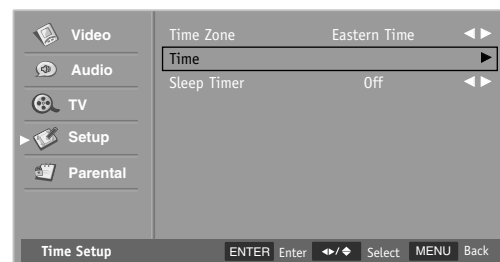 Video
Audio
TV
Setup
Parental
Time Zone Eastern Time
Time
Sleep Timer Off
Time Setup ENTER Enter Select MENU Back